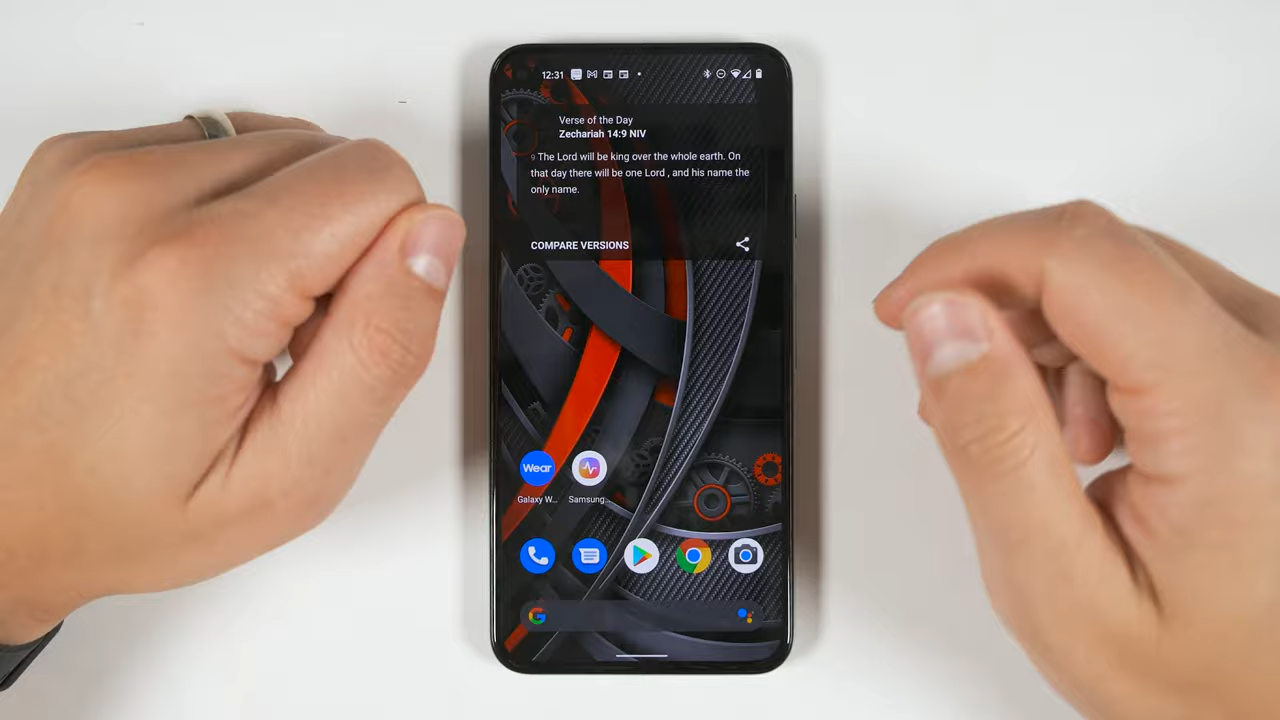 12:31
Verse of the Day
Zechariah 14:9 NIV
9 The Lord will be king over the whole earth. On
that day there will be one Lord , and his name the
only name.
COMPARE VERSIONS
Wear
Galaxy W... Samsung...
G